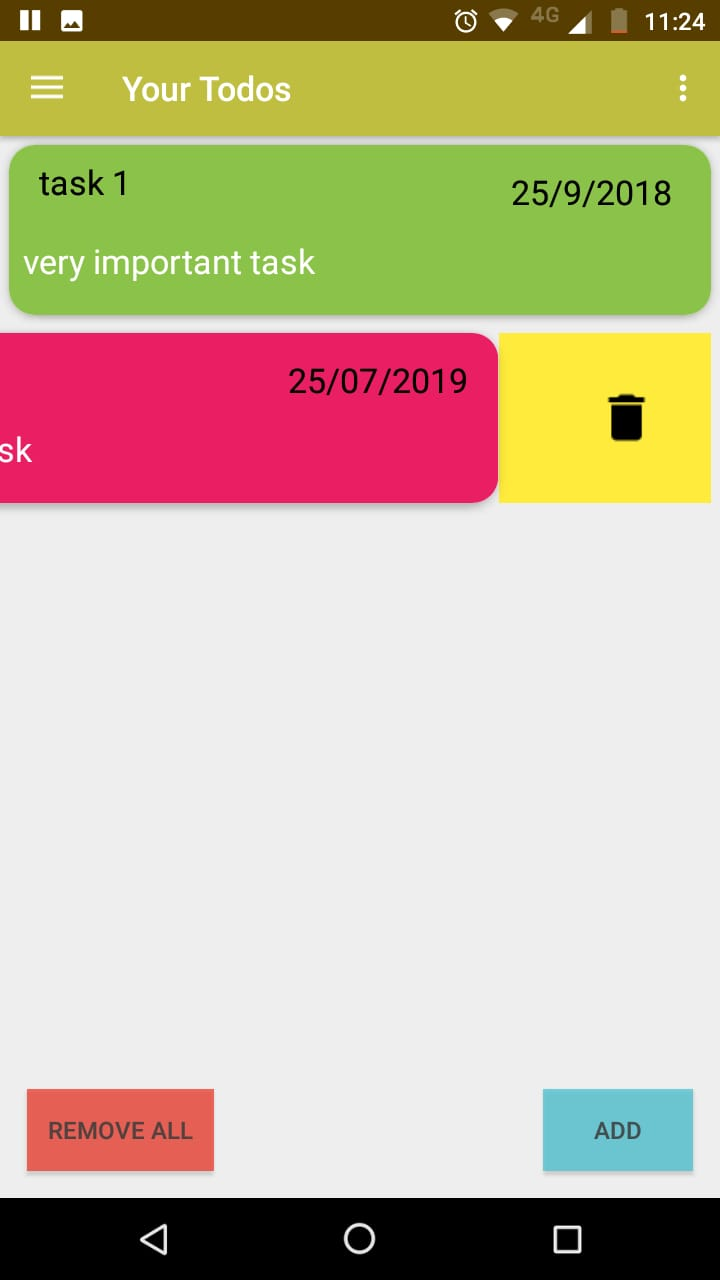 4G 11:24
Your Todos
task 1
25/9/2018
very important task
25/07/2019
sk
REMOVE ALL
ADD